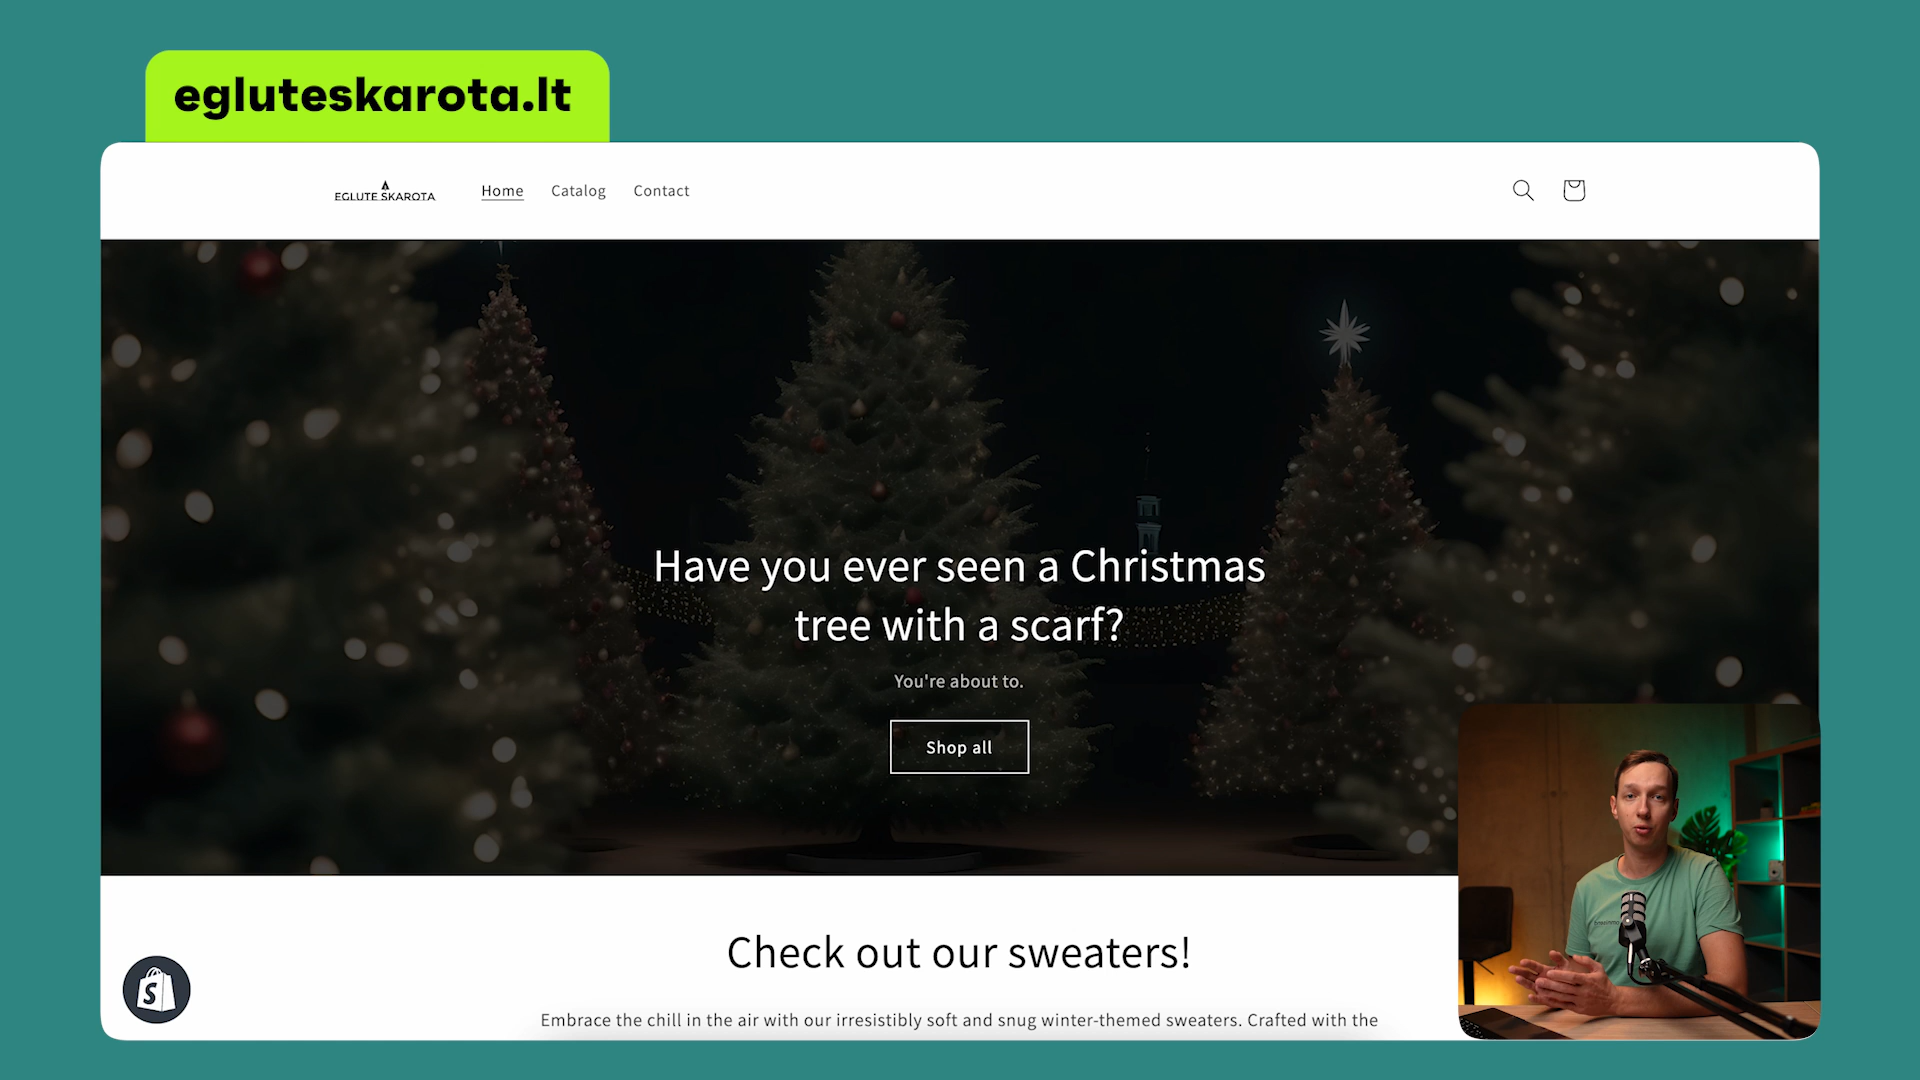 egluteskarota.lt
EGLUTE SKAROTA
Home
Catalog
Contact
Have you ever seen a Christmas
tree with a scarf?
You're about to.
Shop all
Check out our sweaters!
Embrace the chill in the air with our irresistibly soft and snug winter-themed sweaters. Crafted with the